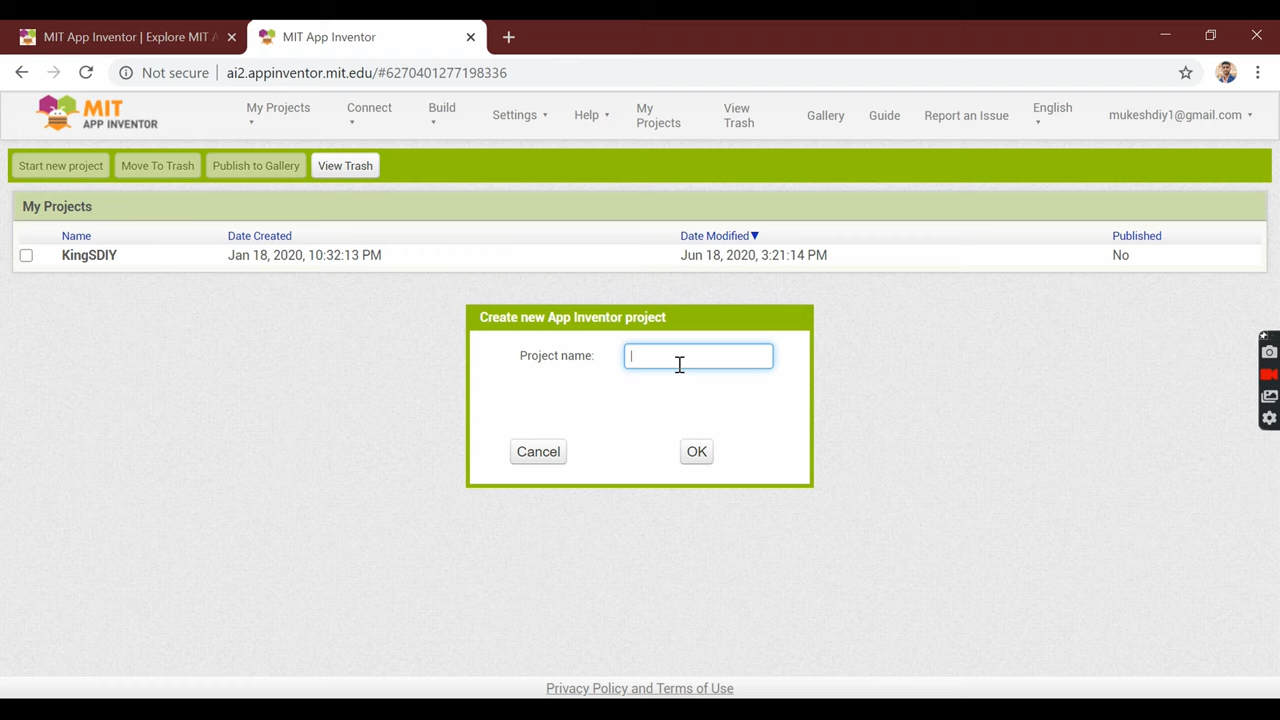 MIT App Inventor | Explore MIT A
MIT App Inventor
Not secure
ai2.appinventor.mit.edu/#6270401277198336
MIT
APP INVENTOR
My Projects
Connect
Build
Settings
Help
My
Projects
View
Trash
Gallery
Guide
Report an Issue
English
mukeshdiy1@gmail.com
Start new project
Move To Trash
Publish to Gallery
View Trash
My Projects
Name
Date Created
Date Modified
Published
KingSDIY
Jan 18, 2020, 10:32:13 PM
Jun 18, 2020, 3:21:14 PM
No
Create new App Inventor project
Project name:
Cancel
OK
Privacy Policy and Terms of Use